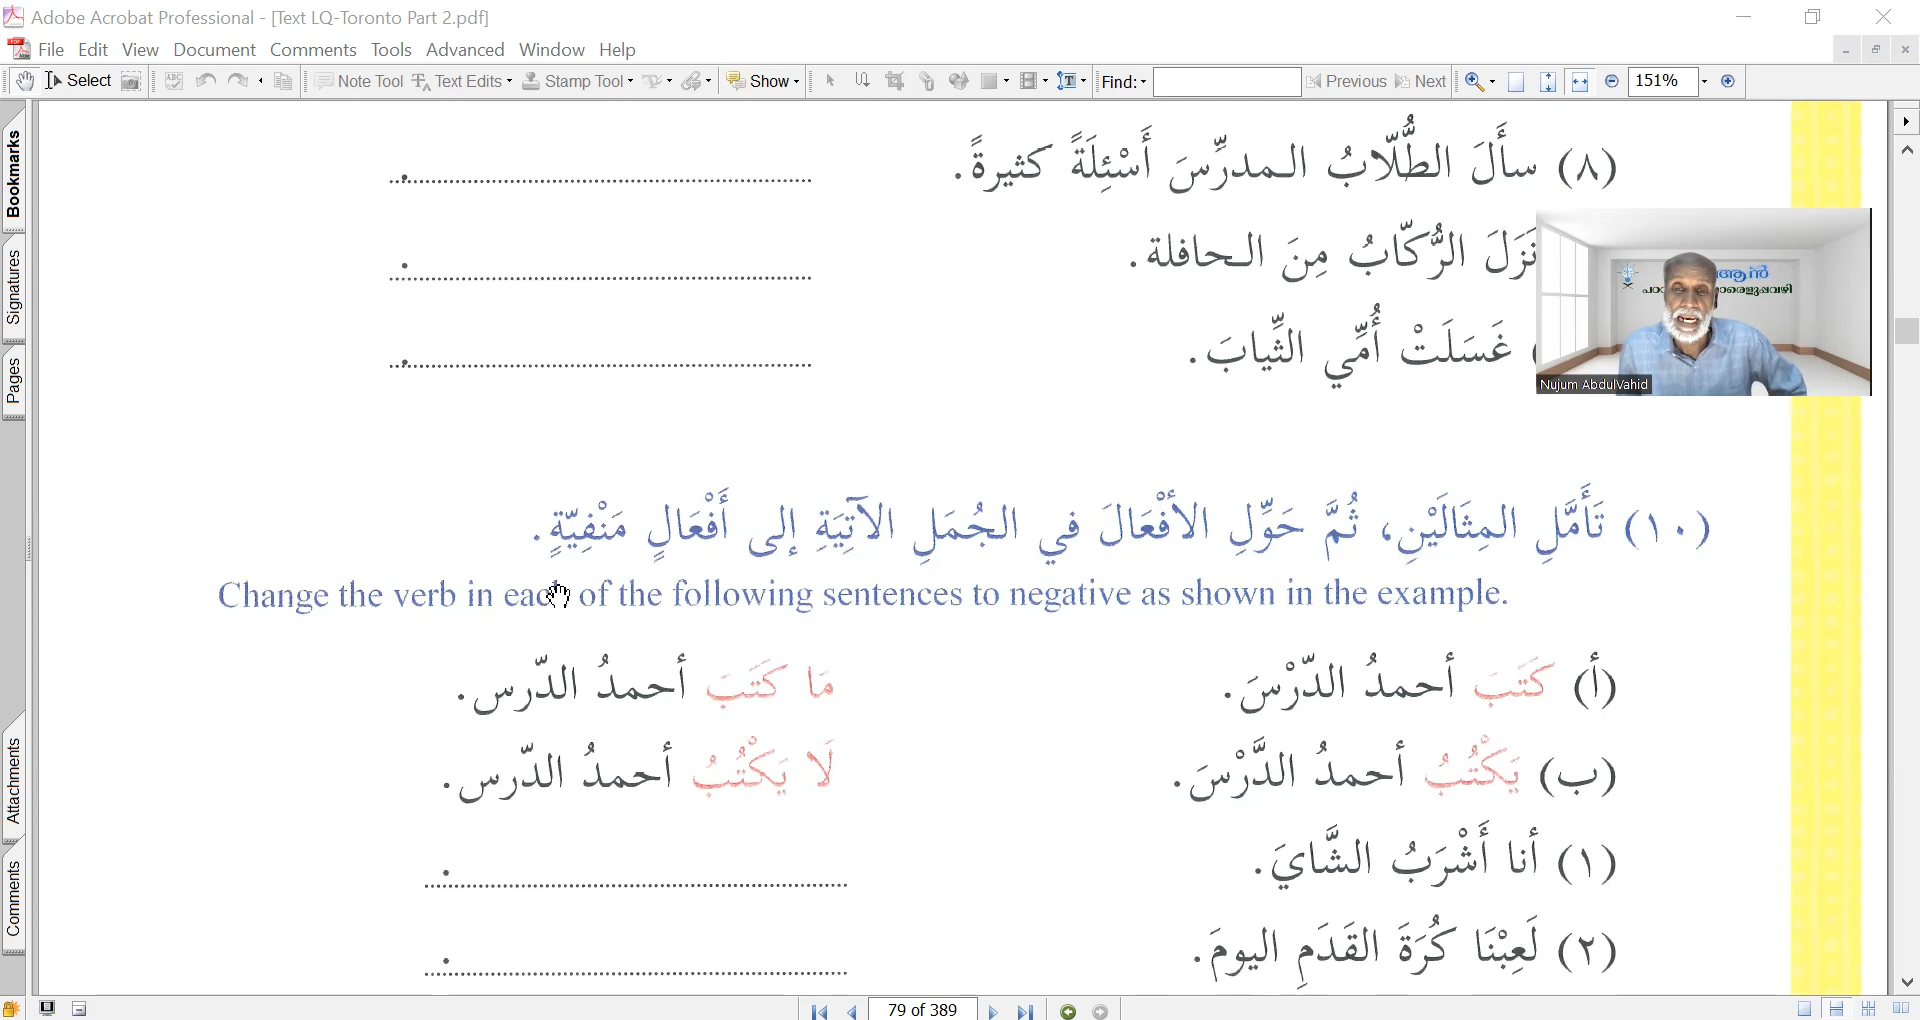 Adobe Acrobat Professional - [Text LQ-Toronto Part 2.pdf]
File Edit View Document Comments Tools Advanced Window Help
Select Note Tool Text Edits Stamp Tool Show Find: Previous Next 151%
Bookmarks
Signatures
Pages
Attachments
Comments
(٨) سأَلَ الطُّلّابُ المدرِّسَ أَسْئِلَةً كثيرةً. ....................
نَزَلَ الرُّكّابُ مِنَ الحافلة. ....................
غَسَلَتْ أُمِّي الثِّيابَ. ....................
Nujum AbdulVahid
(١٠) تَأَمَّلِ المِثَالَيْنِ، ثُمَّ حَوِّلِ الأَفْعَالَ في الجُمَلِ الآتِيَةِ إلى أَفْعَالٍ مَنْفِيّةٍ.
Change the verb in each of the following sentences to negative as shown in the example.
(أ) كَتَبَ أحمدُ الدّرْسَ. مَا كَتَبَ أحمدُ الدّرس.
(ب) يَكْتُبُ أحمدُ الدَّرْسَ. لَا يَكْتُبُ أحمدُ الدّرس.
(١) أنا أَشْرَبُ الشَّايَ. ....................
(٢) لَعِبْنَا كُرَةَ القَدَمِ اليومَ. ....................
79 of 389